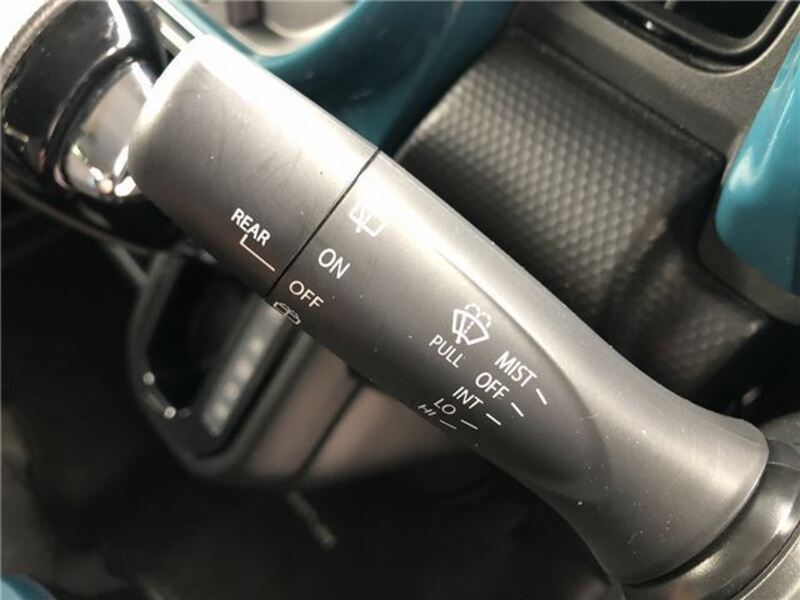 REAR
ON
OFF
PULL
MIST
OFF
INT
LO
HI